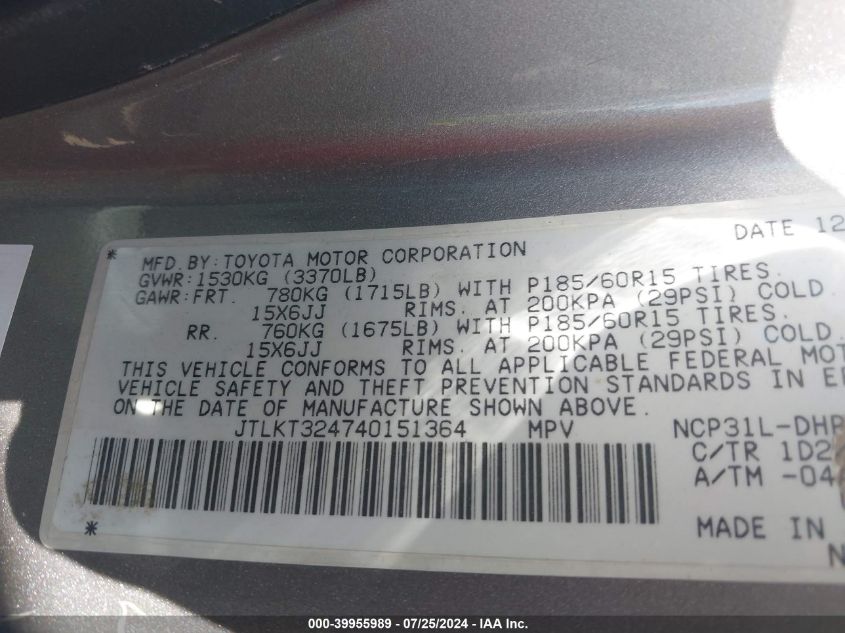 DATE 12
MFD. BY: TOYOTA MOTOR CORPORATION
GVWR: 1530KG (3370LB)
GAWR: FRT. 780KG (1715LB) WITH P185/60R15 TIRES.
15X6JJ RIMS. AT 200KPA (29PSI) COLD
RR. 760KG (1675LB) WITH P185/60R15 TIRES.
15X6JJ RIMS. AT 200KPA (29PSI) COLD.
THIS VEHICLE CONFORMS TO ALL APPLICABLE FEDERAL MOT
VEHICLE SAFETY AND THEFT PREVENTION STANDARDS IN E
ON THE DATE OF MANUFACTURE SHOWN ABOVE.
JTLKT324740151364 MPV NCP31L-DHP
C/TR 1D2
A/TM -04
* MADE IN
N
000-39955989 - 07/25/2024 - IAA Inc.